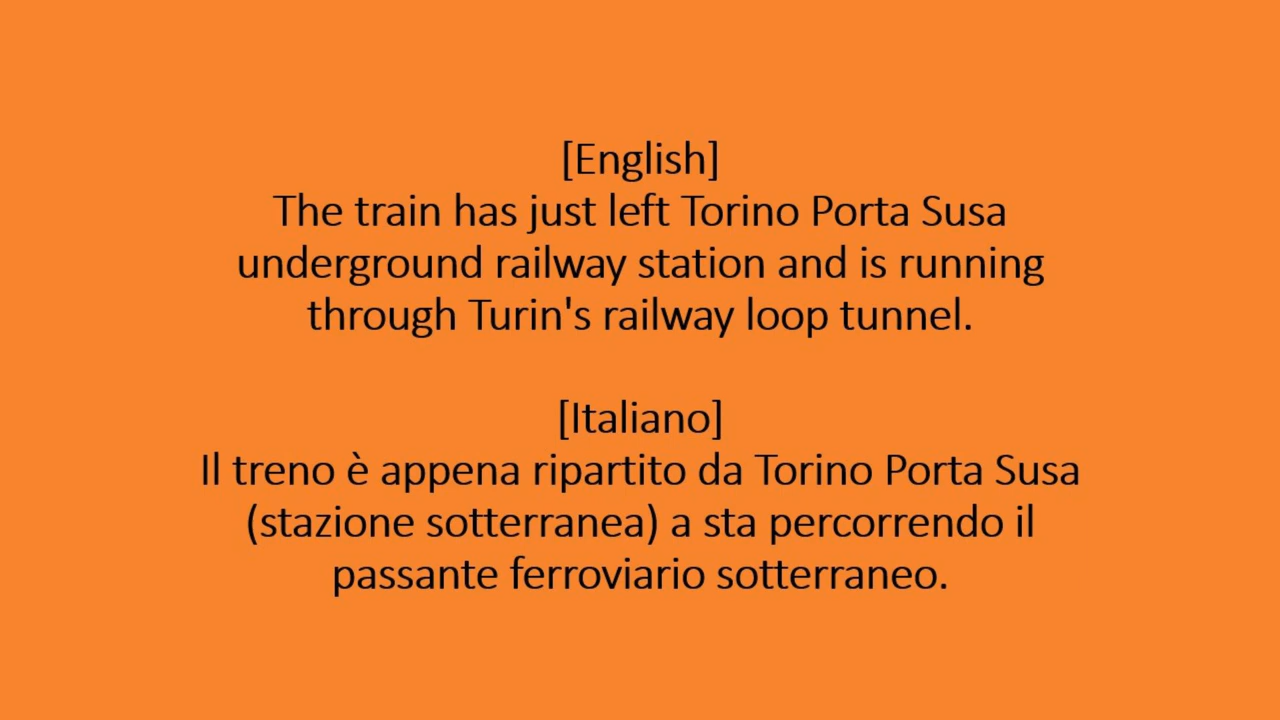 [English]
The train has just left Torino Porta Susa
underground railway station and is running
through Turin's railway loop tunnel.
[Italiano]
Il treno è appena ripartito da Torino Porta Susa
(stazione sotterranea) a sta percorrendo il
passante ferroviario sotterraneo.